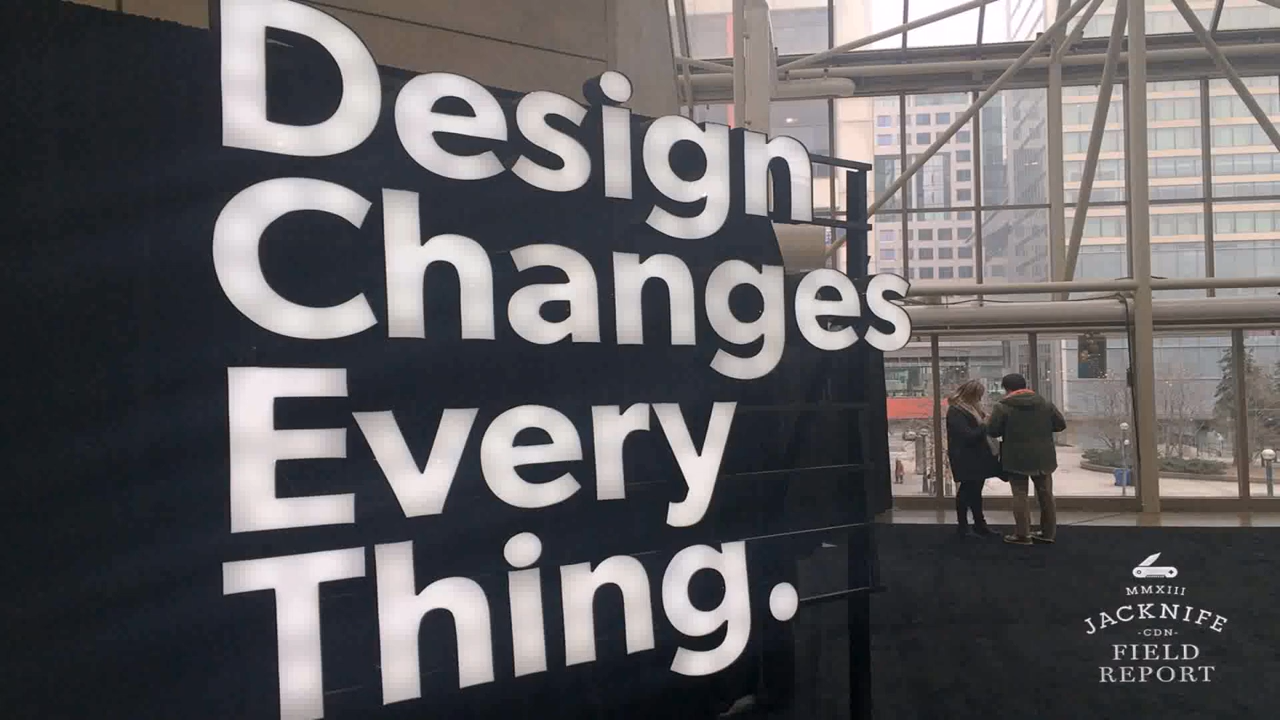 Design
Changes
Every
Thing.
MMXIII
JACKNIFE
-CDN-
FIELD
REPORT